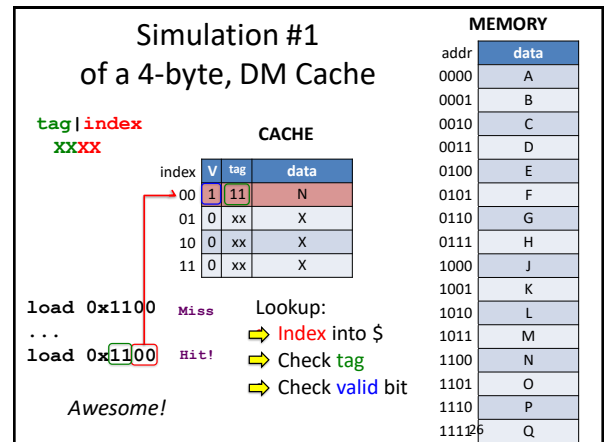 Simulation #1
of a 4-byte, DM Cache
tag|index
XXXX
CACHE
index V tag data
00 1 11 N
01 0 xx X
10 0 xx X
11 0 xx X
load 0x1100 Miss
...
load 0x1100 Hit!
Awesome!
Lookup:
Index into $
Check tag
Check valid bit
MEMORY
addr data
0000 A
0001 B
0010 C
0011 D
0100 E
0101 F
0110 G
0111 H
1000 J
1001 K
1010 L
1011 M
1100 N
1101 O
1110 P
1111 Q
26